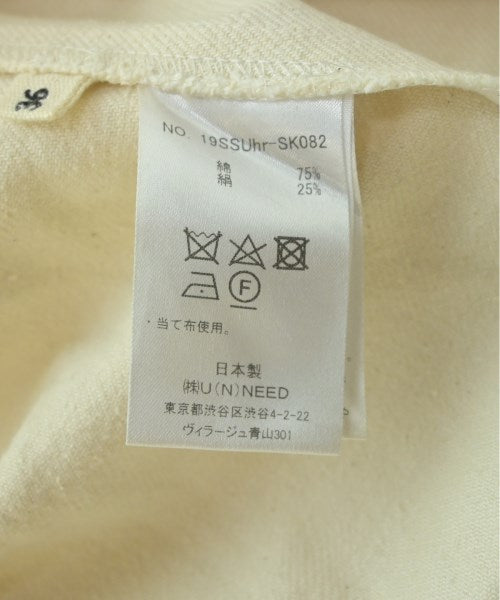 36
NO. 19SSUhr-SK082
綿 75%
絹 25%
F
・当て布使用。
日本製
㈱U(N)NEED
東京都渋谷区渋谷4-2-22
ヴィラージュ青山301